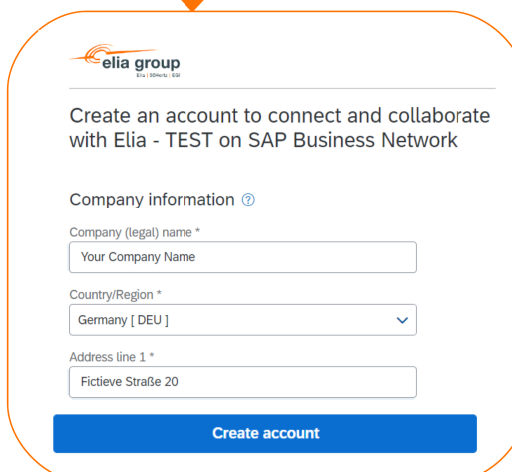 elia group
Elia | 50Hertz | EGI
Create an account to connect and collaborate
with Elia - TEST on SAP Business Network
Company information ?
Company (legal) name *
Your Company Name
Country/Region *
Germany [ DEU ]
Address line 1 *
Fictieve Straße 20
Create account